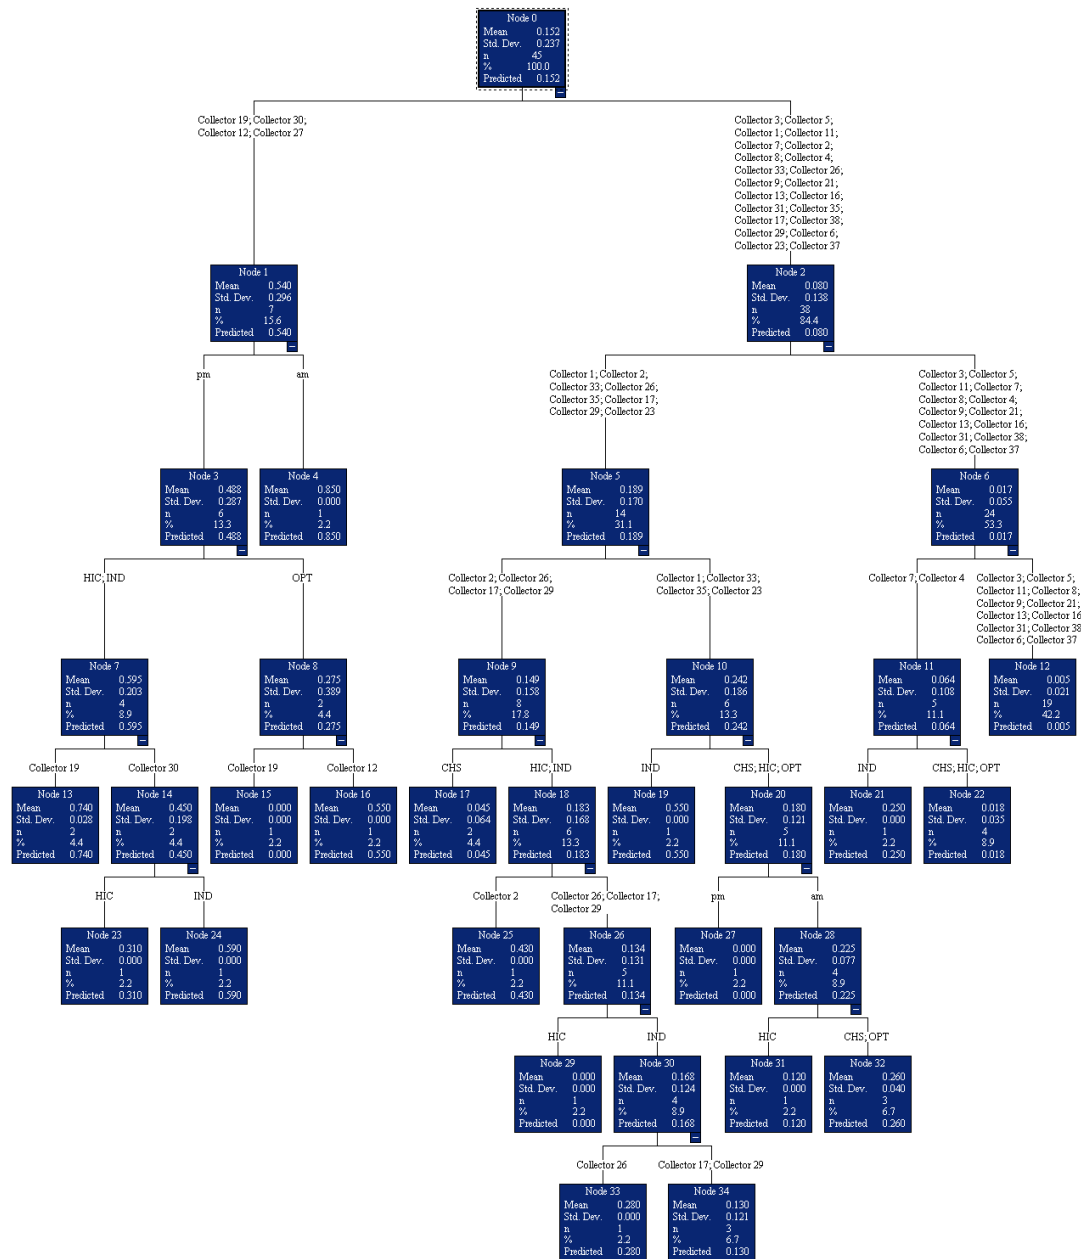 Node 0
Mean 0.152
Std. Dev. 0.237
n 45
% 100.0
Predicted 0.152
Collector 19; Collector 30;
Collector 12; Collector 27
Collector 3; Collector 5;
Collector 1; Collector 11;
Collector 7; Collector 2;
Collector 8; Collector 4;
Collector 33; Collector 26;
Collector 9; Collector 21;
Collector 13; Collector 16;
Collector 31; Collector 35;
Collector 17; Collector 38;
Collector 29; Collector 6;
Collector 23; Collector 37
Node 1
Mean 0.540
Std. Dev. 0.296
n 7
% 15.6
Predicted 0.540
Node 2
Mean 0.080
Std. Dev. 0.138
n 38
% 84.4
Predicted 0.080
pm
am
Collector 1; Collector 2;
Collector 33; Collector 26;
Collector 35; Collector 17;
Collector 29; Collector 23
Collector 3; Collector 5;
Collector 11; Collector 7;
Collector 8; Collector 4;
Collector 9; Collector 21;
Collector 13; Collector 16;
Collector 31; Collector 38;
Collector 6; Collector 37
Node 3
Mean 0.488
Std. Dev. 0.287
n 6
% 13.3
Predicted 0.488
Node 4
Mean 0.850
Std. Dev. 0.000
n 1
% 2.2
Predicted 0.850
Node 5
Mean 0.189
Std. Dev. 0.170
n 14
% 31.1
Predicted 0.189
Node 6
Mean 0.017
Std. Dev. 0.055
n 24
% 53.3
Predicted 0.017
HIC; IND
OPT
Collector 2; Collector 26;
Collector 17; Collector 29
Collector 1; Collector 33;
Collector 35; Collector 23
Collector 7; Collector 4
Collector 3; Collector 5;
Collector 11; Collector 8;
Collector 9; Collector 21;
Collector 13; Collector 16
Collector 31; Collector 38
Collector 6; Collector 37
Node 7
Mean 0.595
Std. Dev. 0.203
n 4
% 8.9
Predicted 0.595
Node 8
Mean 0.275
Std. Dev. 0.389
n 2
% 4.4
Predicted 0.275
Node 9
Mean 0.149
Std. Dev. 0.158
n 8
% 17.8
Predicted 0.149
Node 10
Mean 0.242
Std. Dev. 0.186
n 6
% 13.3
Predicted 0.242
Node 11
Mean 0.064
Std. Dev. 0.108
n 5
% 11.1
Predicted 0.064
Node 12
Mean 0.005
Std. Dev. 0.021
n 19
% 42.2
Predicted 0.005
Collector 19
Collector 30
Collector 19
Collector 12
CHS
HIC; IND
IND
CHS; HIC; OPT
IND
CHS; HIC; OPT
Node 13
Mean 0.740
Std. Dev. 0.028
n 2
% 4.4
Predicted 0.740
Node 14
Mean 0.450
Std. Dev. 0.198
n 2
% 4.4
Predicted 0.450
Node 15
Mean 0.000
Std. Dev. 0.000
n 1
% 2.2
Predicted 0.000
Node 16
Mean 0.550
Std. Dev. 0.000
n 1
% 2.2
Predicted 0.550
Node 17
Mean 0.045
Std. Dev. 0.064
n 2
% 4.4
Predicted 0.045
Node 18
Mean 0.183
Std. Dev. 0.168
n 6
% 13.3
Predicted 0.183
Node 19
Mean 0.550
Std. Dev. 0.000
n 1
% 2.2
Predicted 0.550
Node 20
Mean 0.180
Std. Dev. 0.121
n 5
% 11.1
Predicted 0.180
Node 21
Mean 0.250
Std. Dev. 0.000
n 1
% 2.2
Predicted 0.250
Node 22
Mean 0.018
Std. Dev. 0.035
n 4
% 8.9
Predicted 0.018
HIC
IND
Collector 2
Collector 26; Collector 17;
Collector 29
pm
am
Node 23
Mean 0.310
Std. Dev. 0.000
n 1
% 2.2
Predicted 0.310
Node 24
Mean 0.590
Std. Dev. 0.000
n 1
% 2.2
Predicted 0.590
Node 25
Mean 0.430
Std. Dev. 0.000
n 1
% 2.2
Predicted 0.430
Node 26
Mean 0.134
Std. Dev. 0.131
n 5
% 11.1
Predicted 0.134
Node 27
Mean 0.000
Std. Dev. 0.000
n 1
% 2.2
Predicted 0.000
Node 28
Mean 0.225
Std. Dev. 0.077
n 4
% 8.9
Predicted 0.225
HIC
IND
HIC
CHS; OPT
Node 29
Mean 0.000
Std. Dev. 0.000
n 1
% 2.2
Predicted 0.000
Node 30
Mean 0.168
Std. Dev. 0.124
n 4
% 8.9
Predicted 0.168
Node 31
Mean 0.120
Std. Dev. 0.000
n 1
% 2.2
Predicted 0.120
Node 32
Mean 0.260
Std. Dev. 0.040
n 3
% 6.7
Predicted 0.260
Collector 26
Collector 17; Collector 29
Node 33
Mean 0.280
Std. Dev. 0.000
n 1
% 2.2
Predicted 0.280
Node 34
Mean 0.130
Std. Dev. 0.121
n 3
% 6.7
Predicted 0.130